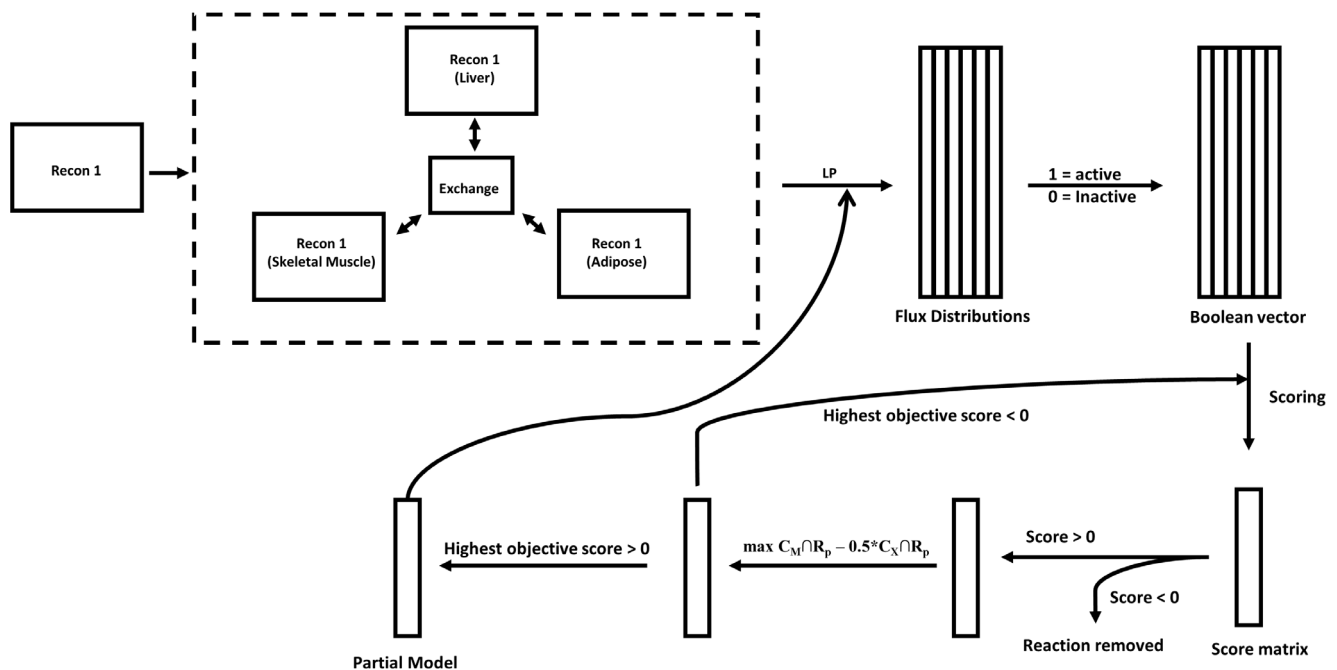 Recon 1
Recon 1
(Liver)
Exchange
Recon 1
(Skeletal Muscle)
Recon 1
(Adipose)
LP
1 = active
0 = Inactive
Flux Distributions
Boolean vector
Scoring
Highest objective score < 0
Highest objective score > 0
max C_M∩R_p – 0.5*C_X∩R_p
Score > 0
Score < 0
Reaction removed
Score matrix
Partial Model